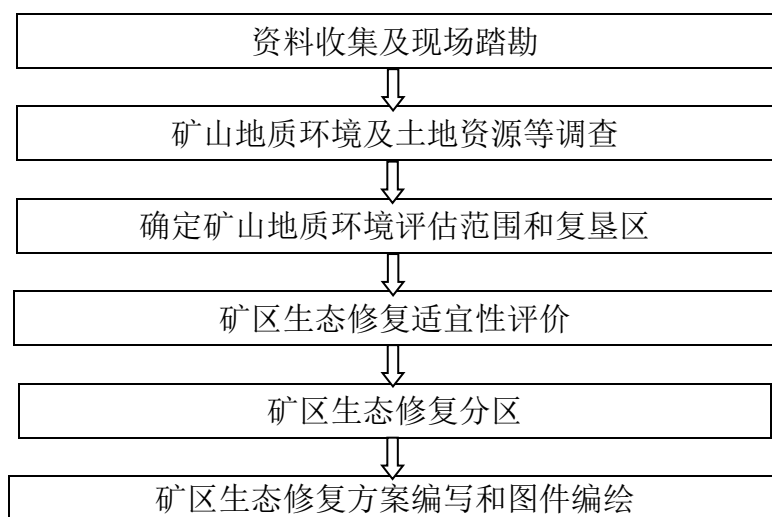 资料收集及现场踏勘
矿山地质环境及土地资源等调查
确定矿山地质环境评估范围和复垦区
矿区生态修复适宜性评价
矿区生态修复分区
矿区生态修复方案编写和图件编绘